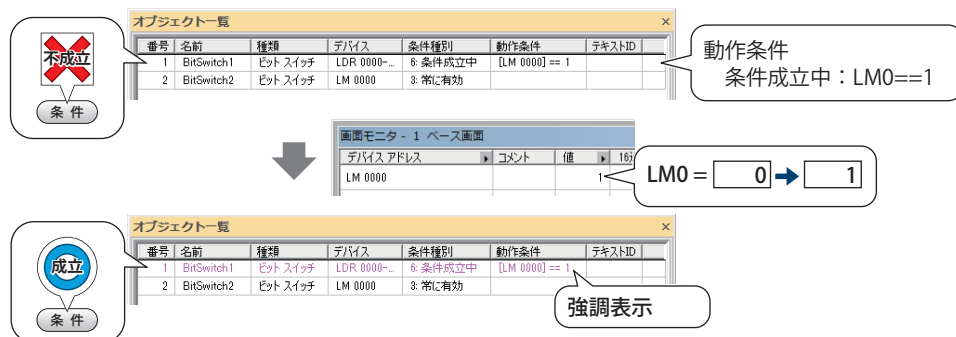 オブジェクト一覧 ×
番号 名前 種類 デバイス 条件種別 動作条件 テキストID
1 BitSwitch1 ビット スイッチ LDR 0000-... 6: 条件成立中 [LM 0000] == 1
2 BitSwitch2 ビット スイッチ LM 0000 3: 常に有効
不成立
条件
動作条件
条件成立中：LM0==1
画面モニタ - 1 ベース画面
デバイス アドレス コメント 値
LM 0000 1
LM0 = 0 → 1
オブジェクト一覧 ×
番号 名前 種類 デバイス 条件種別 動作条件 テキストID
1 BitSwitch1 ビット スイッチ LDR 0000-... 6: 条件成立中 [LM 0000] == 1
2 BitSwitch2 ビット スイッチ LM 0000 3: 常に有効
成立
条件
強調表示